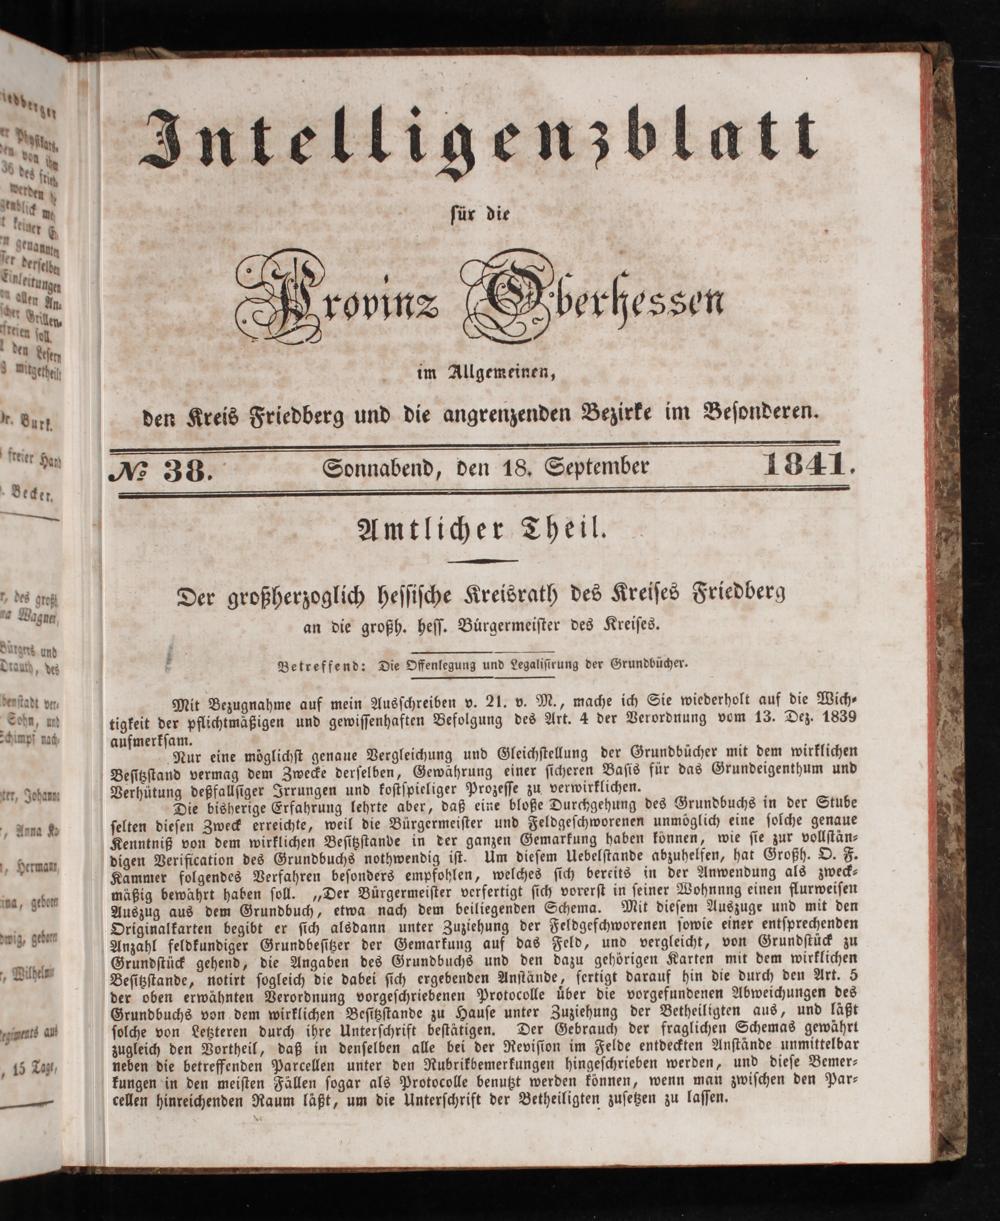 Intelligenzblatt
für die
Provinz Oberhessen
im Allgemeinen,
den Kreis Friedberg und die angrenzenden Bezirke im Besonderen.
№ 38. Sonnabend, den 18. September 1841.
Amtlicher Theil.
Der großherzoglich hessische Kreisrath des Kreises Friedberg
an die großh. hess. Bürgermeister des Kreises.
Betreffend: Die Offenlegung und Legalisirung der Grundbücher.
Mit Bezugnahme auf mein Ausschreiben v. 21. v. M., mache ich Sie wiederholt auf die Wich-
tigkeit der pflichtmäßigen und gewissenhaften Befolgung des Art. 4 der Verordnung vom 13. Dez. 1839
aufmerksam.
Nur eine möglichst genaue Vergleichung und Gleichstellung der Grundbücher mit dem wirklichen
Besitzstand vermag dem Zwecke derselben, Gewährung einer sicheren Basis für das Grundeigenthum und
Verhütung deßfallsiger Irrungen und kostspieliger Prozesse zu verwirklichen.
Die bisherige Erfahrung lehrte aber, daß eine bloße Durchgehung des Grundbuchs in der Stube
selten diesen Zweck erreichte, weil die Bürgermeister und Feldgeschworenen unmöglich eine solche genaue
Kenntniß von dem wirklichen Besitzstande in der ganzen Gemarkung haben können, wie sie zur vollstän-
digen Verification des Grundbuchs nothwendig ist. Um diesem Uebelstande abzuhelfen, hat Großh. O. F.
Kammer folgendes Verfahren besonders empfohlen, welches sich bereits in der Anwendung als zweck-
mäßig bewährt haben soll. „Der Bürgermeister verfertigt sich vorerst in seiner Wohnnng einen flurweisen
Auszug aus dem Grundbuch, etwa nach dem beiliegenden Schema. Mit diesem Auszuge und mit den
Originalkarten begibt er sich alsdann unter Zuziehung der Feldgeschworenen sowie einer entsprechenden
Anzahl feldkundiger Grundbesitzer der Gemarkung auf das Feld, und vergleicht, von Grundstück zu
Grundstück gehend, die Angaben des Grundbuchs und den dazu gehörigen Karten mit dem wirklichen
Besitzstande, notirt sogleich die dabei sich ergebenden Anstände, fertigt darauf hin die durch den Art. 5
der oben erwähnten Verordnung vorgeschriebenen Protocolle über die vorgefundenen Abweichungen des
Grundbuchs von dem wirklichen Besitzstande zu Hause unter Zuziehung der Betheiligten aus, und läßt
solche von Letzteren durch ihre Unterschrift bestätigen. Der Gebrauch der fraglichen Schemas gewährt
zugleich den Vortheil, daß in denselben alle bei der Revision im Felde entdeckten Anstände unmittelbar
neben die betreffenden Parcellen unter den Rubrikbemerkungen hingeschrieben werden, und diese Bemer-
kungen in den meisten Fällen sogar als Protocolle benutzt werden können, wenn man zwischen den Par-
cellen hinreichenden Raum läßt, um die Unterschrift der Betheiligten zusetzen zu lassen.